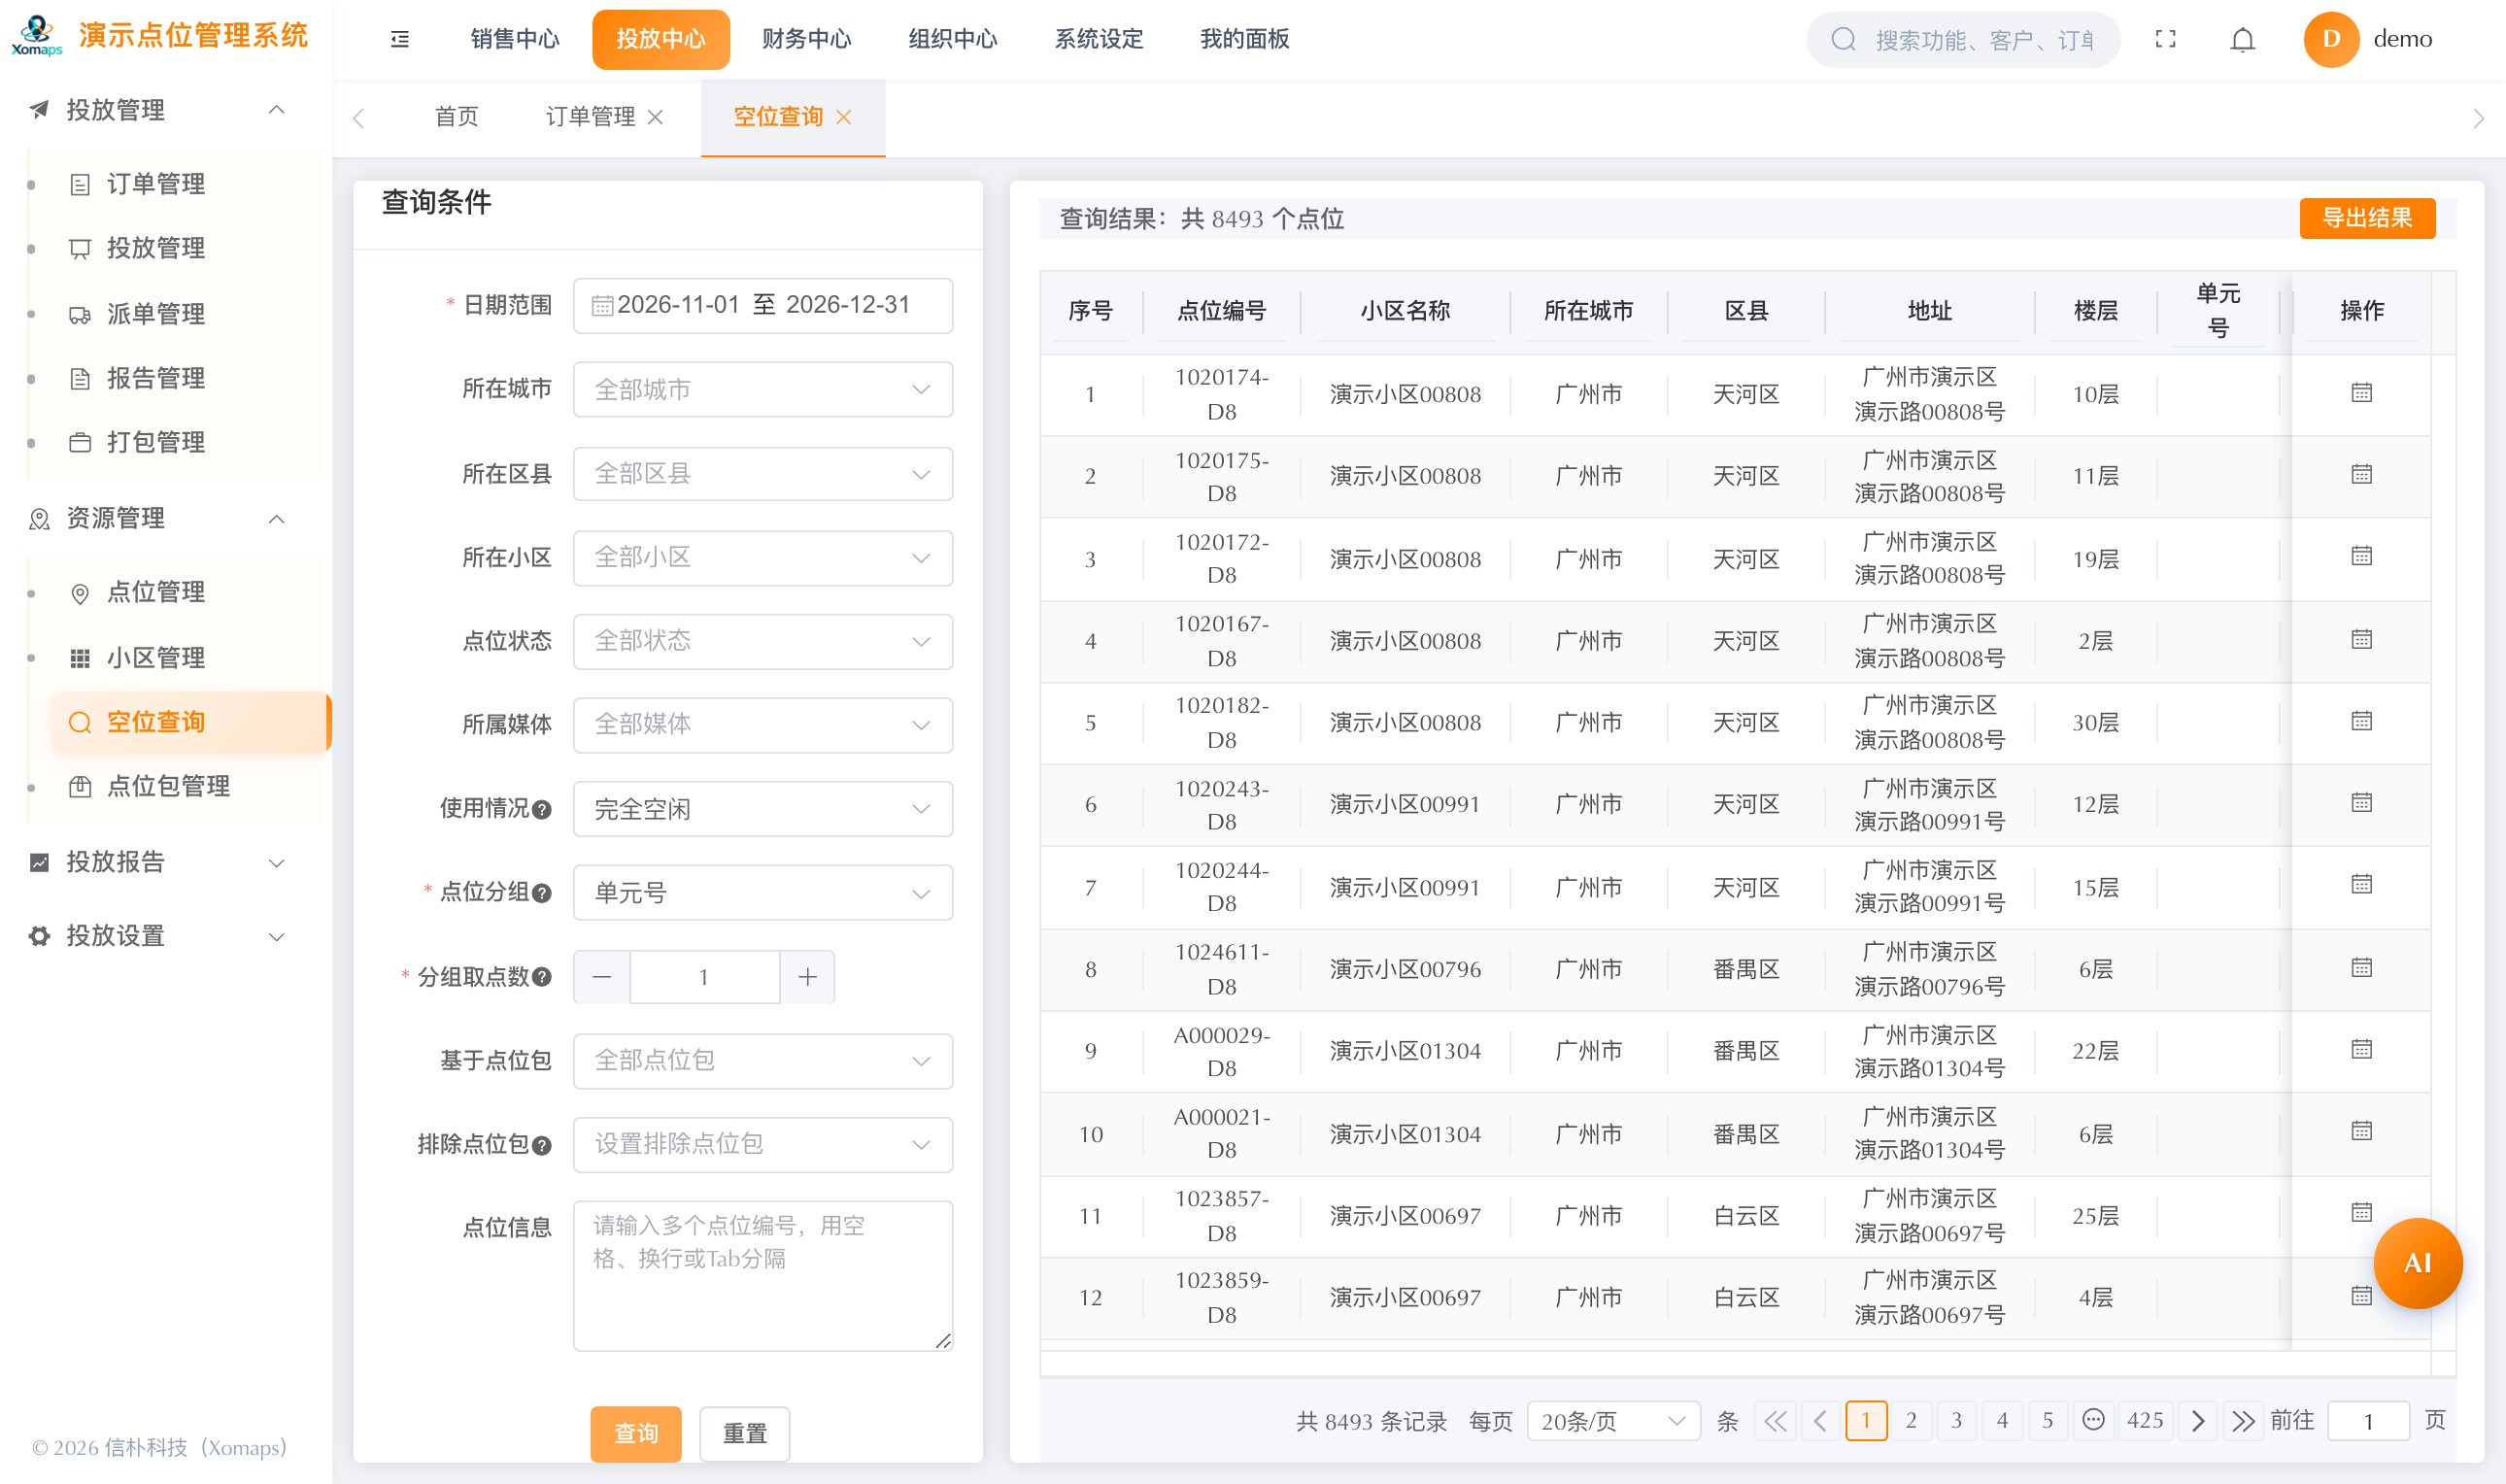 Xomaps
演示点位管理系统
销售中心
投放中心
财务中心
组织中心
系统设定
我的面板
搜索功能、客户、订单
D
demo
首页
订单管理
空位查询
投放管理
订单管理
投放管理
派单管理
报告管理
打包管理
资源管理
点位管理
小区管理
空位查询
点位包管理
投放报告
投放设置
© 2026 信朴科技（Xomaps）
查询条件
* 日期范围 2026-11-01 至 2026-12-31
所在城市 全部城市
所在区县 全部区县
所在小区 全部小区
点位状态 全部状态
所属媒体 全部媒体
使用情况 完全空闲
* 点位分组 单元号
* 分组取点数 1
基于点位包 全部点位包
排除点位包 设置排除点位包
点位信息 请输入多个点位编号，用空
格、换行或Tab分隔
查询 重置
查询结果：共 8493 个点位
导出结果
序号 点位编号 小区名称 所在城市 区县 地址 楼层 单元号 操作
1 1020174-D8 演示小区00808 广州市 天河区 广州市演示区演示路00808号 10层
2 1020175-D8 演示小区00808 广州市 天河区 广州市演示区演示路00808号 11层
3 1020172-D8 演示小区00808 广州市 天河区 广州市演示区演示路00808号 19层
4 1020167-D8 演示小区00808 广州市 天河区 广州市演示区演示路00808号 2层
5 1020182-D8 演示小区00808 广州市 天河区 广州市演示区演示路00808号 30层
6 1020243-D8 演示小区00991 广州市 天河区 广州市演示区演示路00991号 12层
7 1020244-D8 演示小区00991 广州市 天河区 广州市演示区演示路00991号 15层
8 1024611-D8 演示小区00796 广州市 番禺区 广州市演示区演示路00796号 6层
9 A000029-D8 演示小区01304 广州市 番禺区 广州市演示区演示路01304号 22层
10 A000021-D8 演示小区01304 广州市 番禺区 广州市演示区演示路01304号 6层
11 1023857-D8 演示小区00697 广州市 白云区 广州市演示区演示路00697号 25层
12 1023859-D8 演示小区00697 广州市 白云区 广州市演示区演示路00697号 4层
AI
共 8493 条记录 每页 20条/页 条 1 2 3 4 5 425 前往 1 页